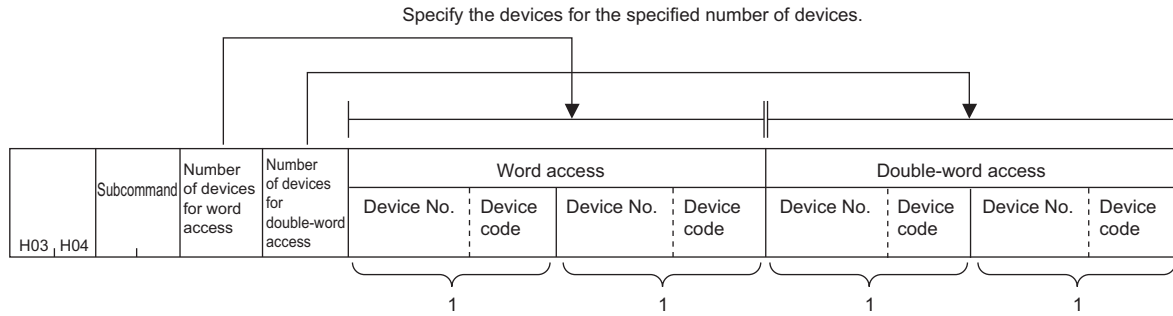 Specify the devices for the specified number of devices.
H03 H04
Subcommand
Number
of devices
for word
access
Number
of devices
for
double-word
access
Word access
Device No.
Device
code
Device No.
Device
code
Double-word access
Device No.
Device
code
Device No.
Device
code
1
1
1
1